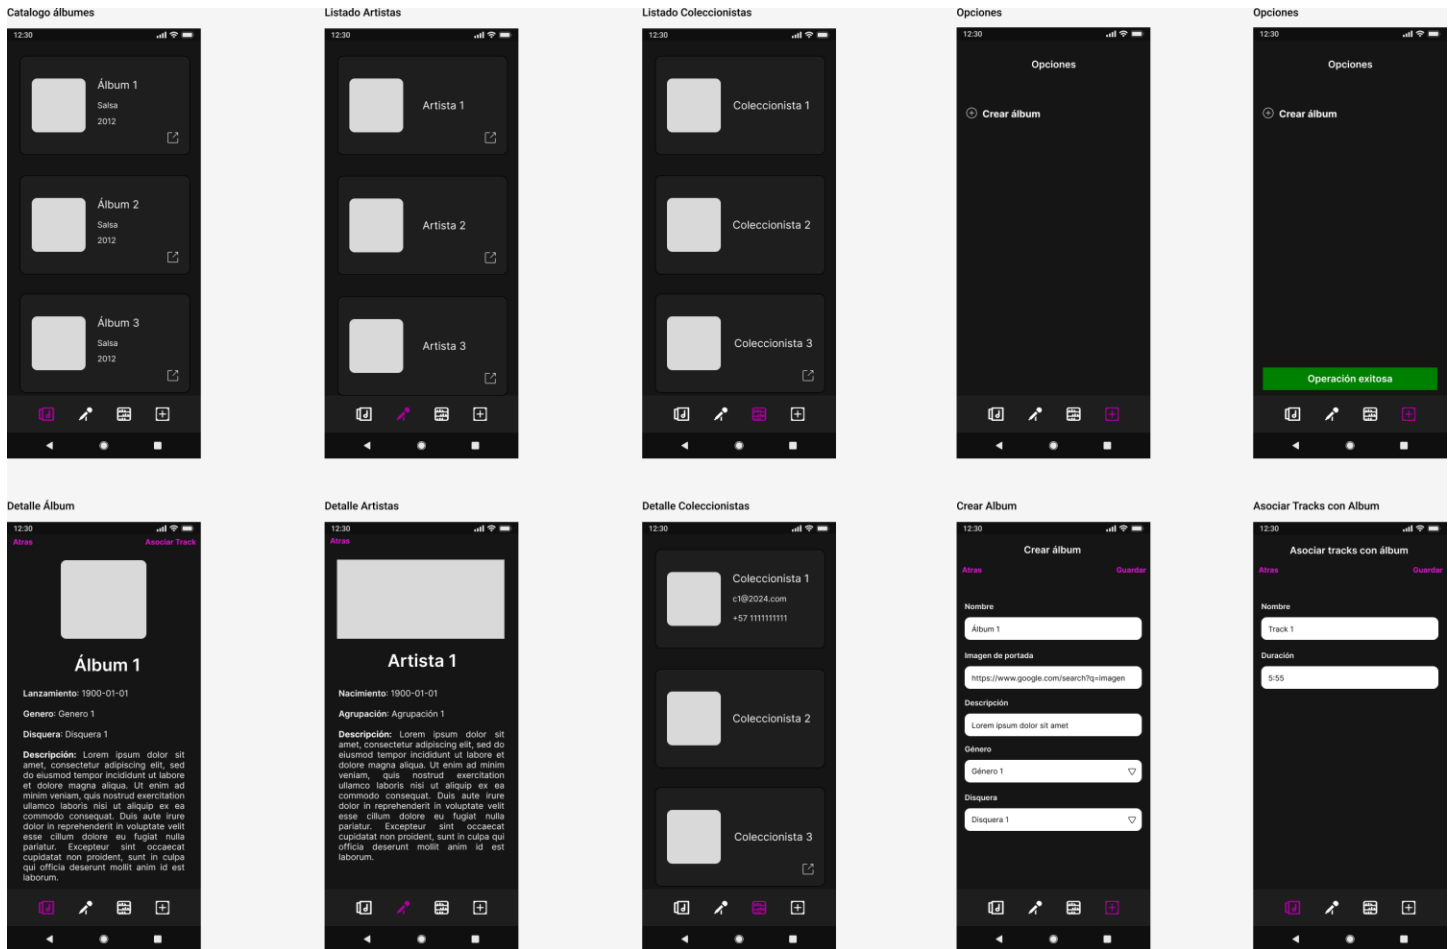 Catalogo álbumes
12:30
Álbum 1
Salsa
2012
Álbum 2
Salsa
2012
Álbum 3
Salsa
2012
Listado Artistas
12:30
Artista 1
Artista 2
Artista 3
Listado Coleccionistas
12:30
Coleccionista 1
Coleccionista 2
Coleccionista 3
Opciones
12:30
Opciones
Crear álbum
Opciones
12:30
Opciones
Crear álbum
Operación exitosa
Detalle Álbum
12:30
Atras Asociar Track
Álbum 1
Lanzamiento: 1900-01-01
Genero: Genero 1
Disquera: Disquera 1
Descripción: Lorem ipsum dolor sit
amet, consectetur adipiscing elit, sed
do eiusmod tempor incididunt ut labore
et dolore magna aliqua. Ut enim ad
minim veniam, quis nostrud exercitation
ullamco laboris nisi ut aliquip ex ea
commodo consequat. Duis aute irure
dolor in reprehenderit in voluptate velit
esse cillum dolore eu fugiat nulla
pariatur. Excepteur sint occaecat
cupidatat non proident, sunt in culpa
qui officia deserunt mollit anim id est
laborum.
Detalle Artistas
12:30
Atras
Artista 1
Nacimiento: 1900-01-01
Agrupación: Agrupación 1
Descripción: Lorem ipsum dolor sit
amet, consectetur adipiscing elit, sed do
eiusmod tempor incididunt ut labore et
dolore magna aliqua. Ut enim ad minim
veniam, quis nostrud exercitation
ullamco laboris nisi ut aliquip ex ea
commodo consequat. Duis aute irure
dolor in reprehenderit in voluptate velit
esse cillum dolore eu fugiat nulla
pariatur. Excepteur sint occaecat
cupidatat non proident, sunt in culpa qui
officia deserunt mollit anim id est
laborum.
Detalle Coleccionistas
12:30
Coleccionista 1
c1@2024.com
+57 1111111111
Coleccionista 2
Coleccionista 3
Crear Album
12:30
Crear álbum
Atras Guardar
Nombre
Álbum 1
Imagen de portada
https://www.google.com/search?q=imagen
Descripción
Lorem ipsum dolor sit amet
Género
Género 1
Disquera
Disquera 1
Asociar Tracks con Album
12:30
Asociar tracks con álbum
Atras Guardar
Nombre
Track 1
Duración
5:55